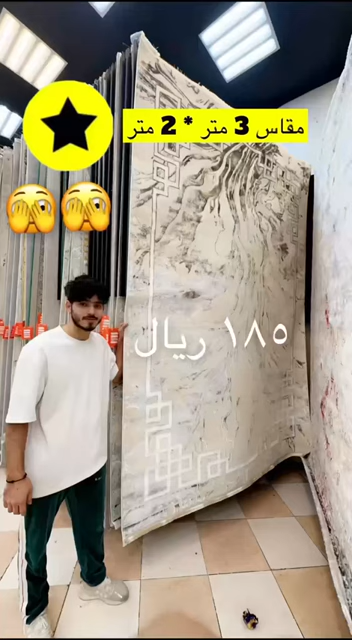 مقاس 3 متر * 2 متر
١٨٥ ريال